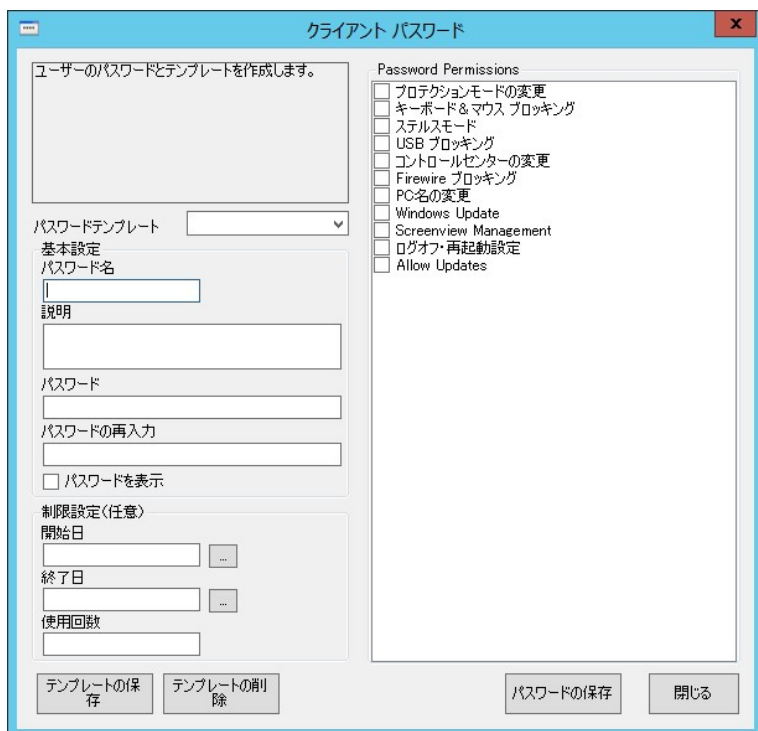 クライアント パスワード
x
ユーザーのパスワードとテンプレートを作成します。
パスワードテンプレート
基本設定
パスワード名
説明
パスワード
パスワードの再入力
パスワードを表示
制限設定(任意)
開始日
...
終了日
...
使用回数
テンプレートの保
存
テンプレートの削
除
Password Permissions
プロテクションモードの変更
キーボード&マウス ブロッキング
ステルスモード
USB ブロッキング
コントロールセンターの変更
Firewire ブロッキング
PC名の変更
Windows Update
Screenview Management
ログオフ・再起動設定
Allow Updates
パスワードの保存
閉じる